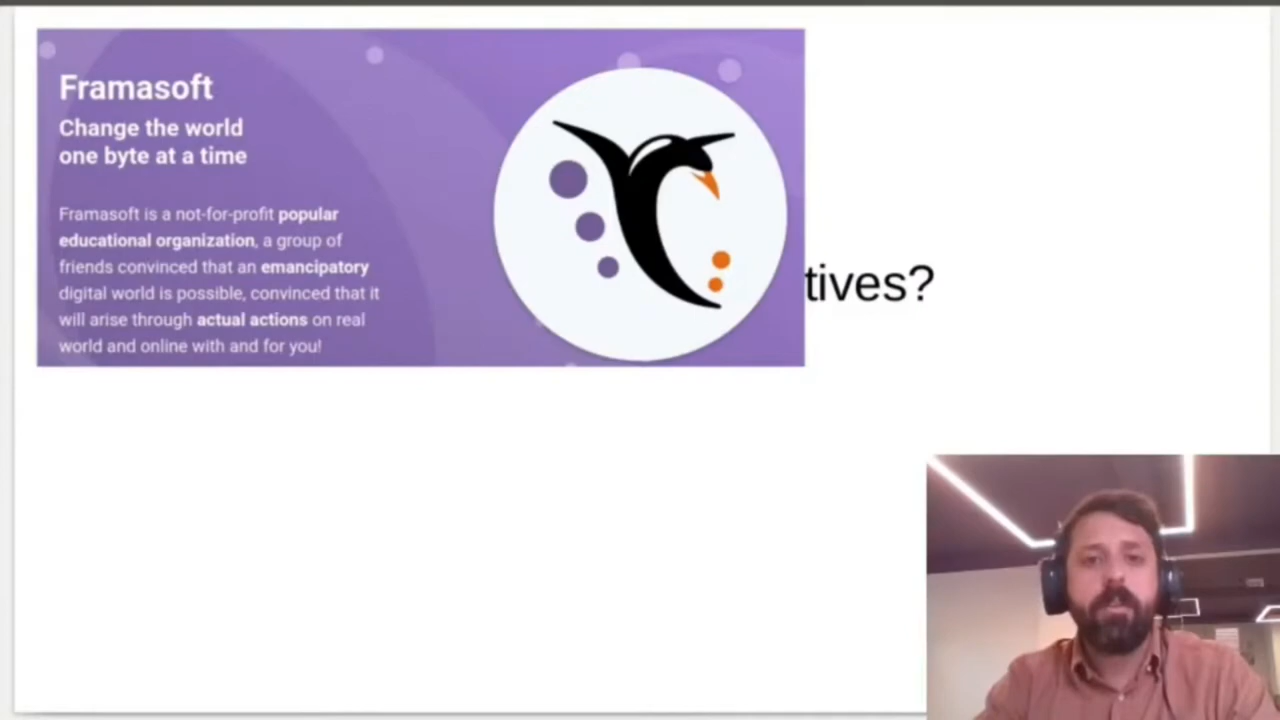 Framasoft
Change the world
one byte at a time
Framasoft is a not-for-profit popular
educational organization, a group of
friends convinced that an emancipatory
digital world is possible, convinced that it
will arise through actual actions on real
world and online with and for you!
tives?